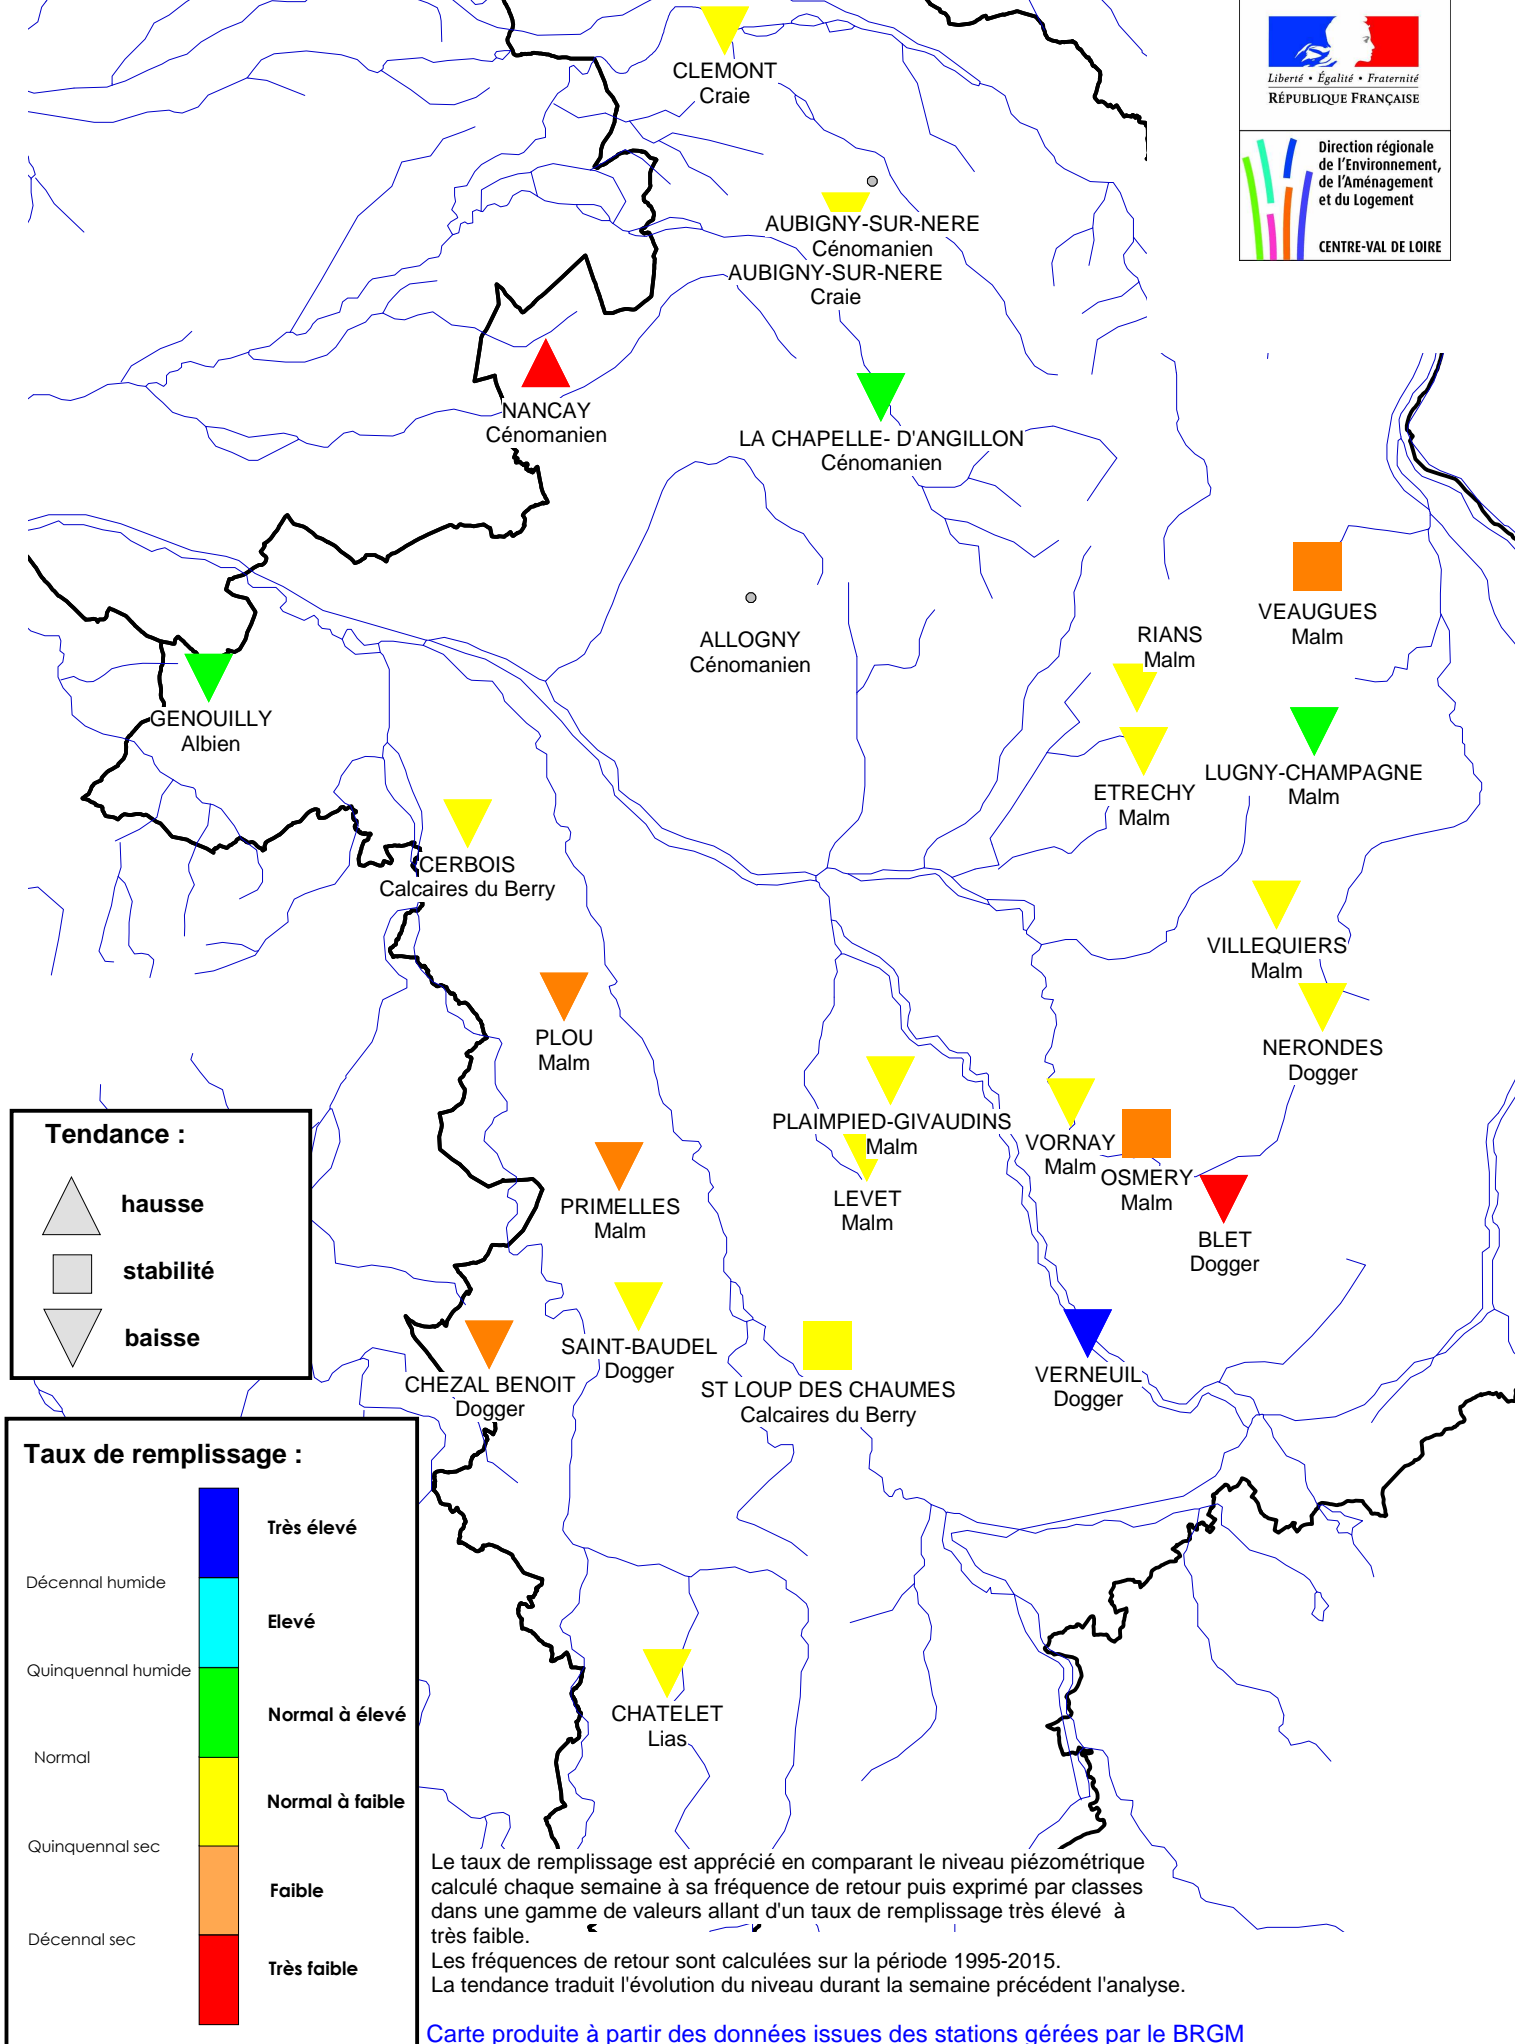 Liberté • Égalité • Fraternité
RÉPUBLIQUE FRANÇAISE
Direction régionale
de l'Environnement,
de l'Aménagement
et du Logement
CENTRE-VAL DE LOIRE
CLEMONT
Craie
AUBIGNY-SUR-NERE
Cénomanien
AUBIGNY-SUR-NERE
Craie
NANCAY
Cénomanien
LA CHAPELLE- D'ANGILLON
Cénomanien
VEAUGUES
Malm
ALLOGNY
Cénomanien
RIANS
Malm
GENOUILLY
Albien
LUGNY-CHAMPAGNE
Malm
ETRECHY
Malm
CERBOIS
Calcaires du Berry
VILLEQUIERS
Malm
PLOU
Malm
NERONDES
Dogger
PLAIMPIED-GIVAUDINS
Malm
VORNAY
Malm
OSMERY
Malm
LEVET
Malm
PRIMELLES
Malm
BLET
Dogger
SAINT-BAUDEL
Dogger
CHEZAL BENOIT
Dogger
ST LOUP DES CHAUMES
Calcaires du Berry
VERNEUIL
Dogger
CHATELET
Lias
Tendance :
hausse
stabilité
baisse
Taux de remplissage :
Très élevé
Décennal humide
Elevé
Quinquennal humide
Normal à élevé
Normal
Normal à faible
Quinquennal sec
Faible
Décennal sec
Très faible
Le taux de remplissage est apprécié en comparant le niveau piézométrique
calculé chaque semaine à sa fréquence de retour puis exprimé par classes
dans une gamme de valeurs allant d'un taux de remplissage très élevé à
très faible.
Les fréquences de retour sont calculées sur la période 1995-2015.
La tendance traduit l'évolution du niveau durant la semaine précédent l'analyse.
Carte produite à partir des données issues des stations gérées par le BRGM